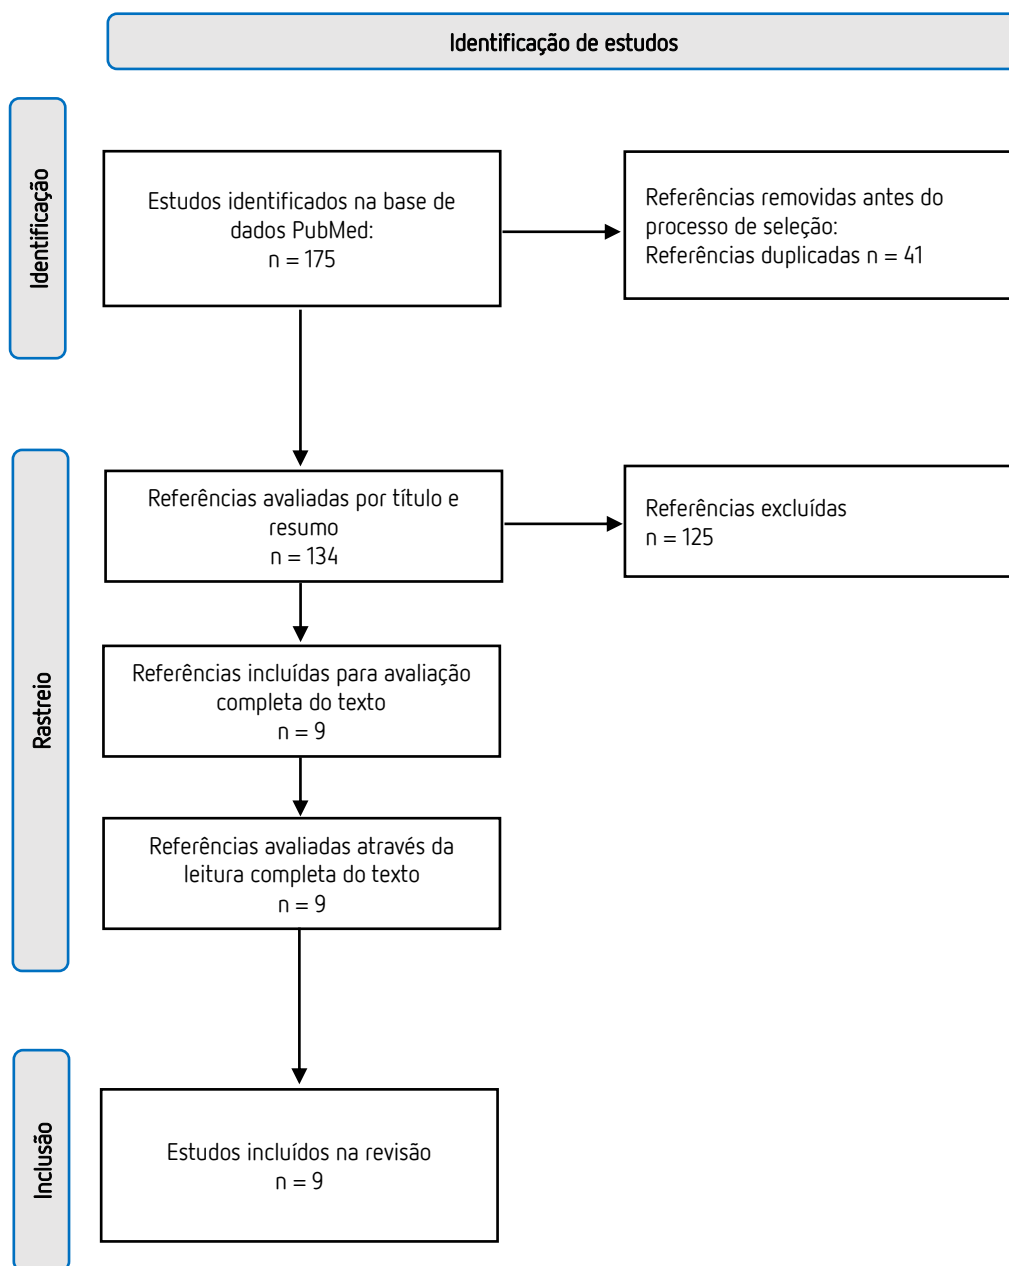 Identificação de estudos
Identificação
Estudos identificados na base de
dados PubMed:
n = 175
Referências removidas antes do
processo de seleção:
Referências duplicadas n = 41
Rastreio
Referências avaliadas por título e
resumo
n = 134
Referências excluídas
n = 125
Referências incluídas para avaliação
completa do texto
n = 9
Referências avaliadas através da
leitura completa do texto
n = 9
Inclusão
Estudos incluídos na revisão
n = 9